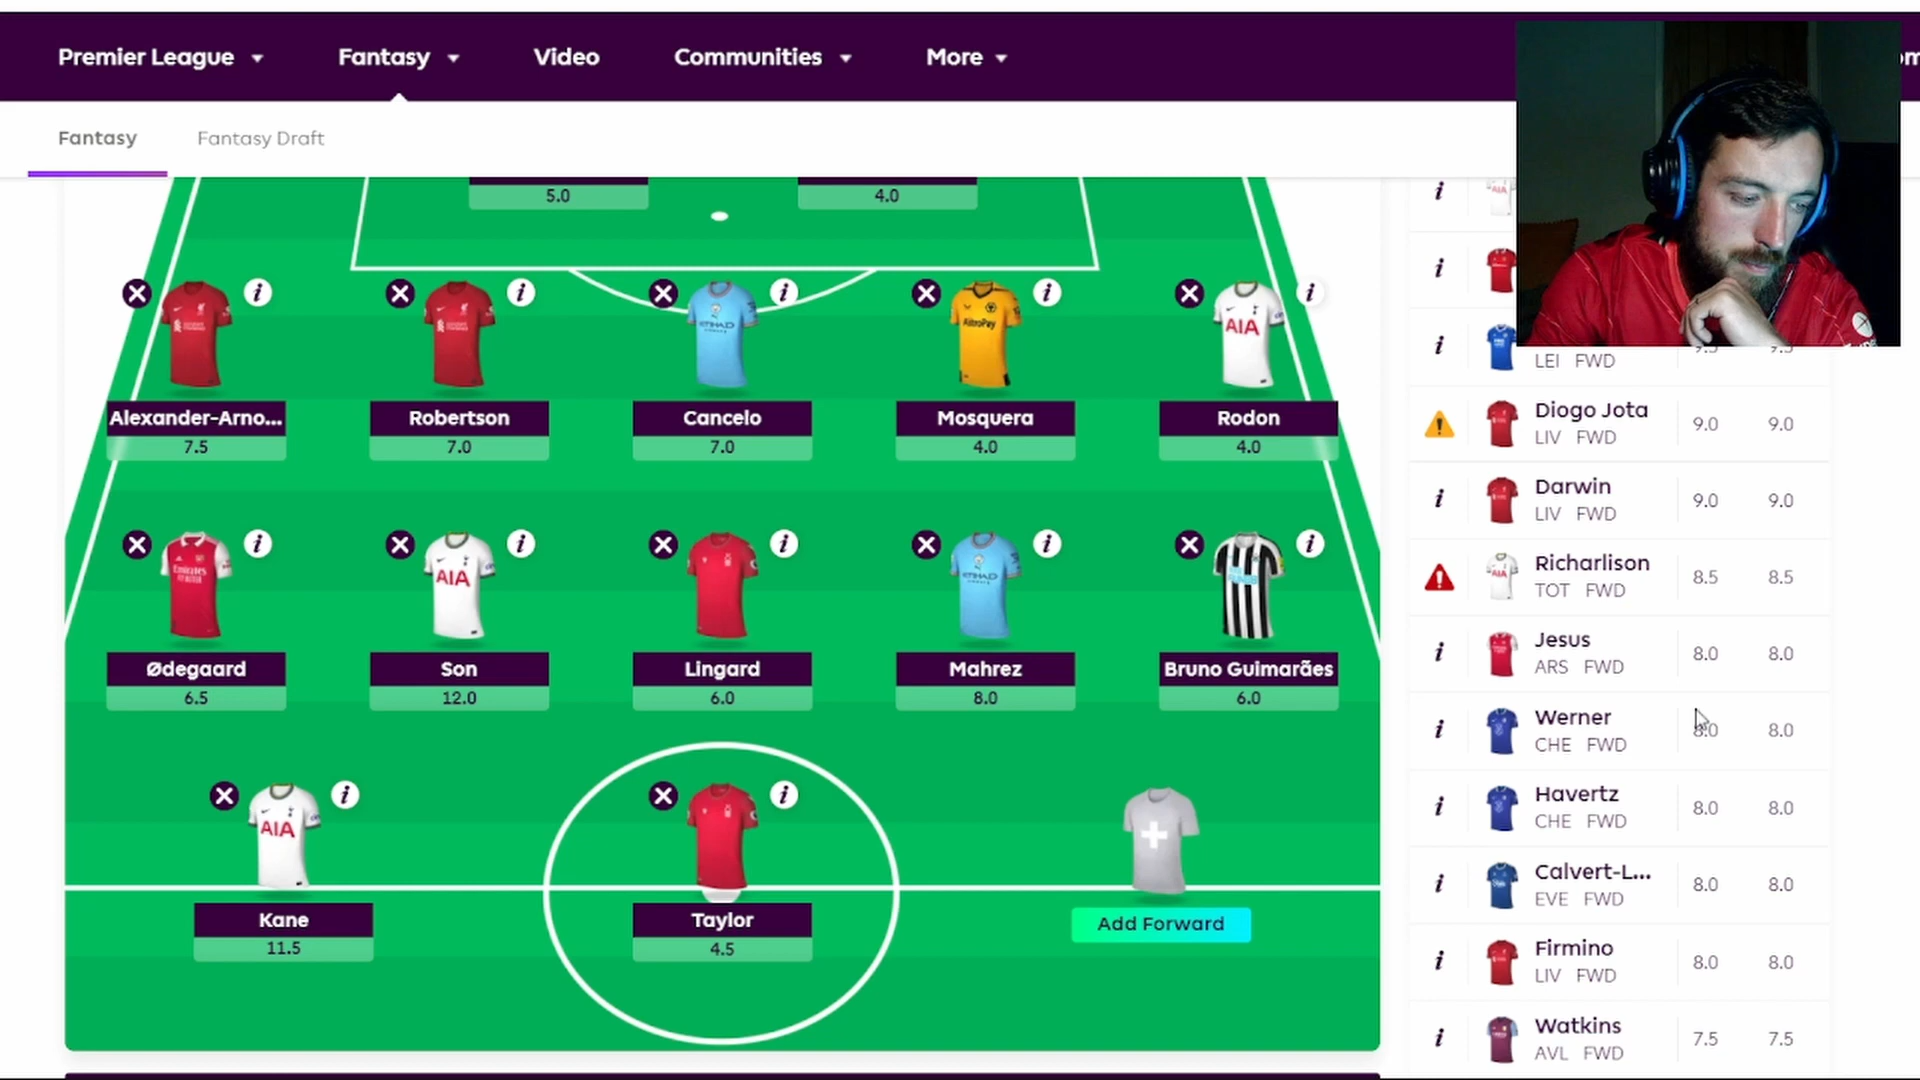 Premier League
Fantasy
Video
Communities
More
Fantasy
Fantasy Draft
5.0
4.0
AIA
Alexander-Arno...
7.5
Robertson
7.0
Cancelo
7.0
Mosquera
4.0
Rodon
4.0
Ødegaard
6.5
AIA
Son
12.0
Lingard
6.0
Mahrez
8.0
Bruno Guimarães
6.0
AIA
Kane
11.5
Taylor
4.5
Add Forward
LEI FWD
Diogo Jota
LIV FWD
9.0 9.0
Darwin
LIV FWD
9.0 9.0
Richarlison
TOT FWD
8.5 8.5
Jesus
ARS FWD
8.0 8.0
Werner
CHE FWD
8.0 8.0
Havertz
CHE FWD
8.0 8.0
Calvert-L...
EVE FWD
8.0 8.0
Firmino
LIV FWD
8.0 8.0
Watkins
AVL FWD
7.5 7.5